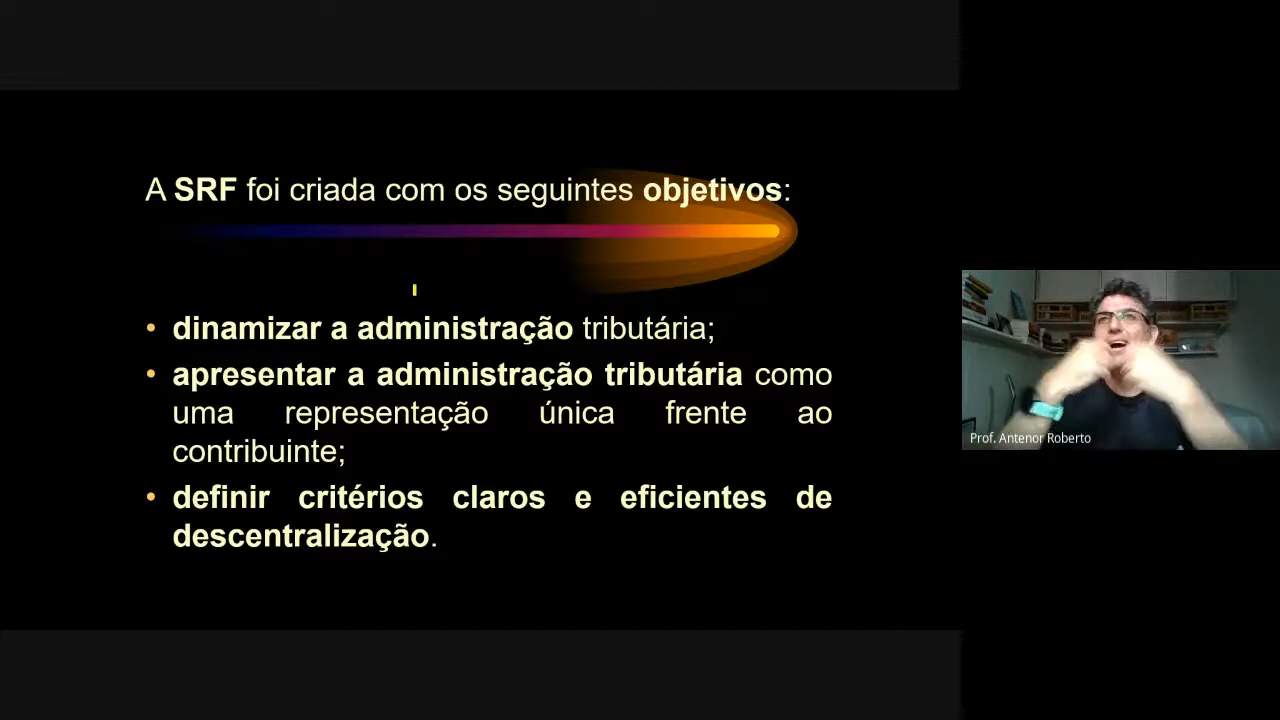 A SRF foi criada com os seguintes objetivos:
• dinamizar a administração tributária;
• apresentar a administração tributária como
uma representação única frente ao
contribuinte;
• definir critérios claros e eficientes de
descentralização.
Prof. Antenor Roberto